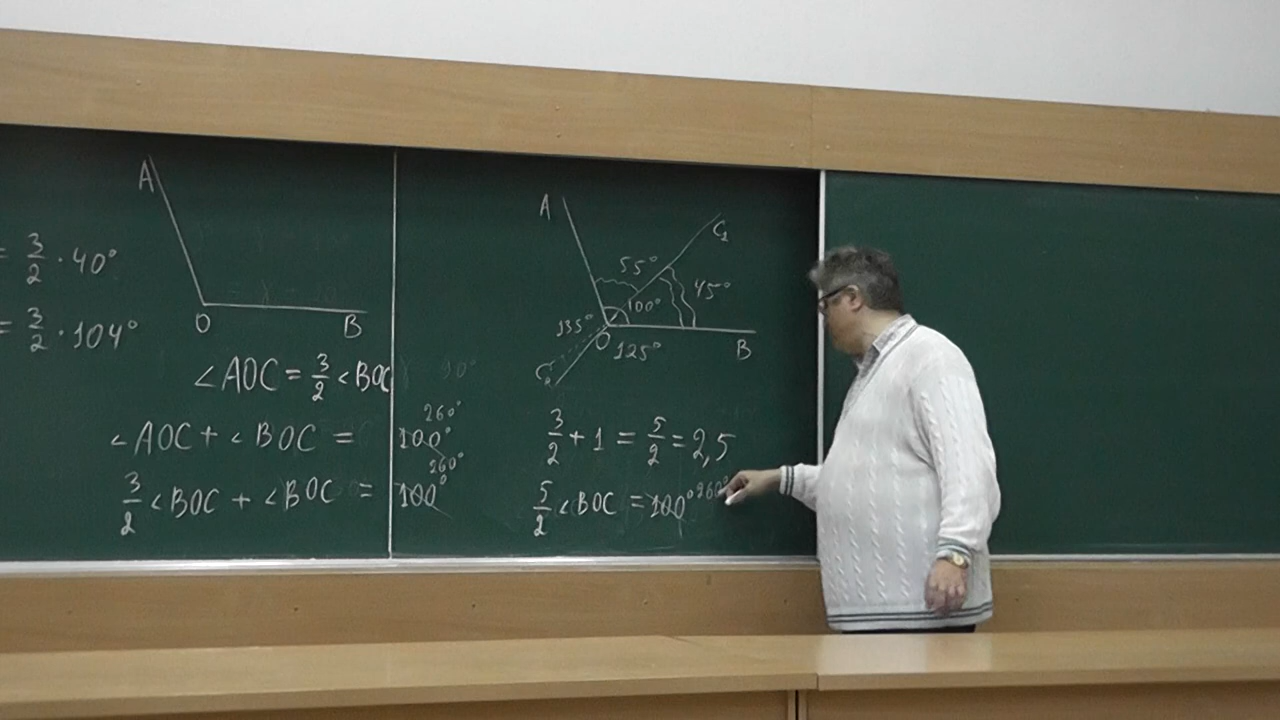 = 3/2 · 40°
= 3/2 · 104°
A
O
B
∠AOC = 3/2 ∠BOC
260°
∠AOC + ∠BOC = 100°
260°
3/2 ∠BOC + ∠BOC = 100°
A
C₂
55°
45°
100°
135°
O
125°
B
3/2 + 1 = 5/2 = 2,5
5/2 ∠BOC = 100° 260°